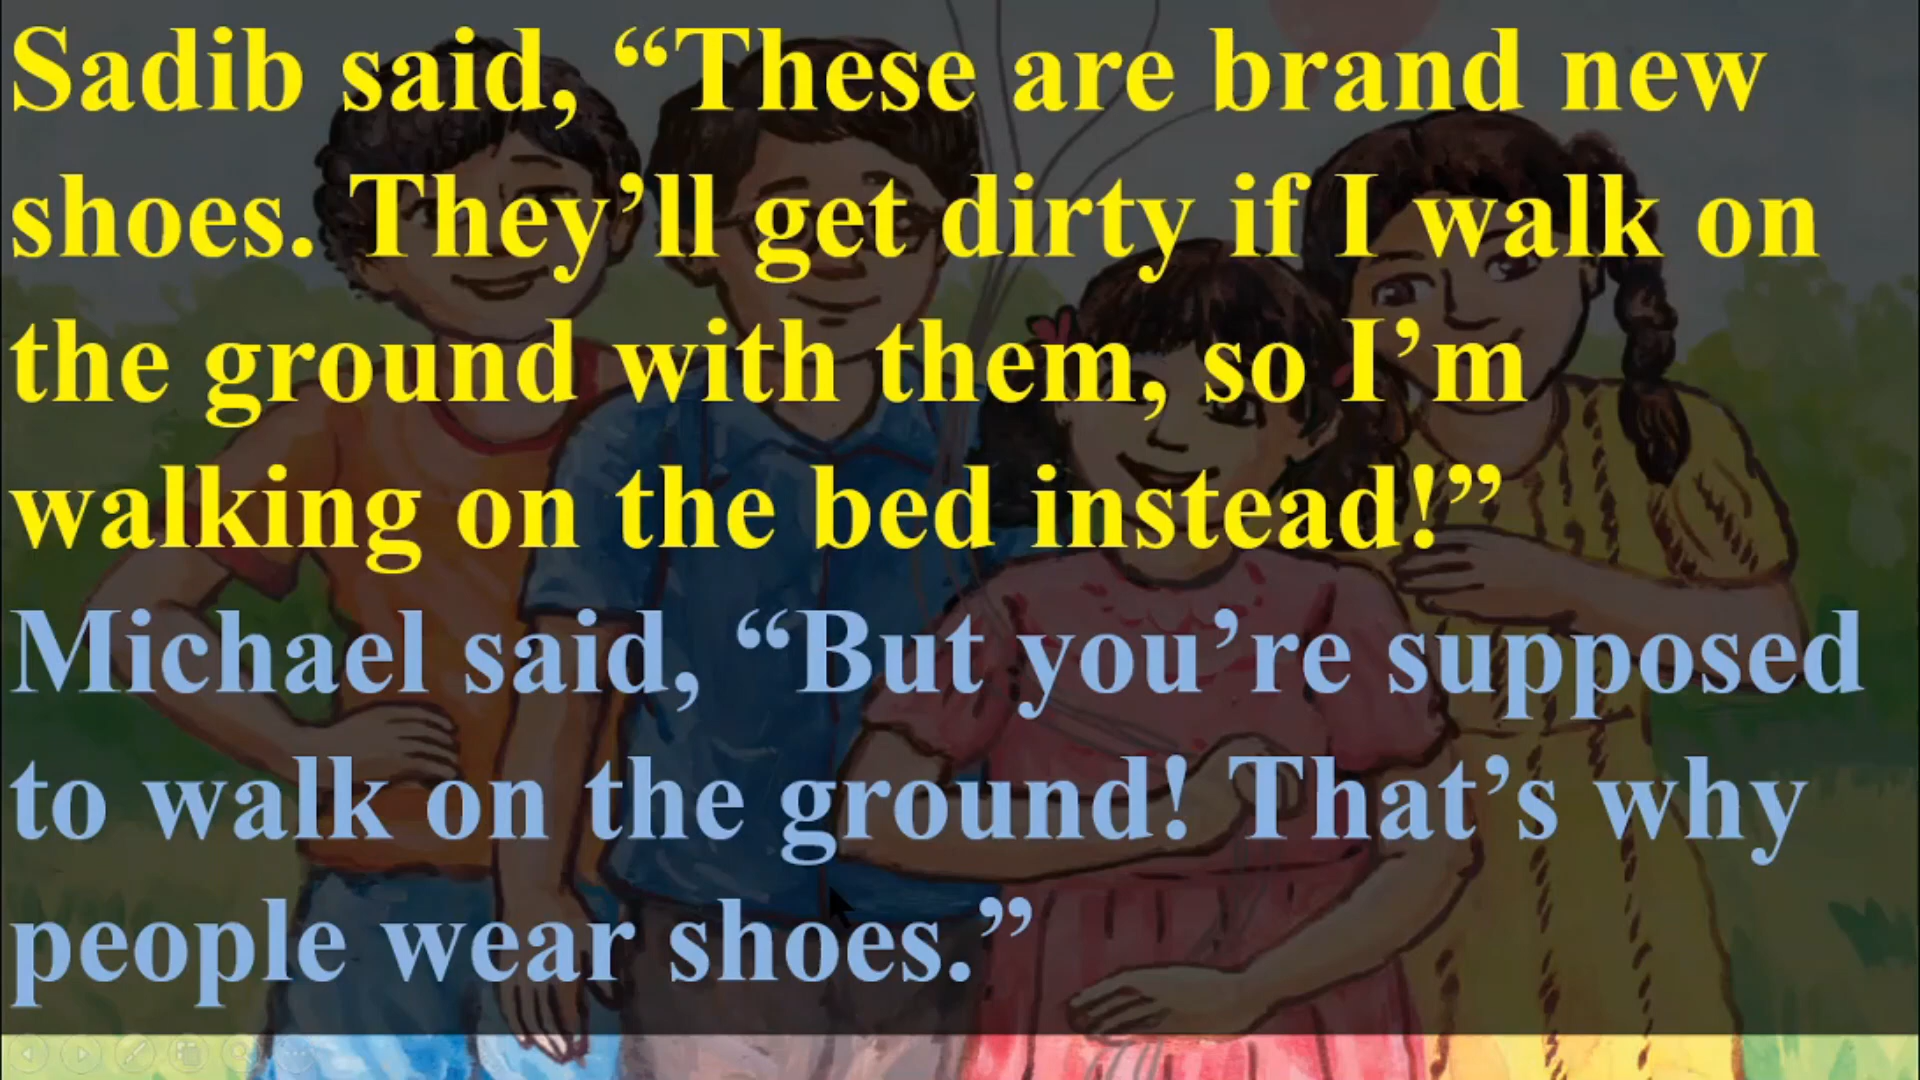 Sadib said, “These are brand new
shoes. They’ll get dirty if I walk on
the ground with them, so I’m
walking on the bed instead!”
Michael said, “But you’re supposed
to walk on the ground! That’s why
people wear shoes.”